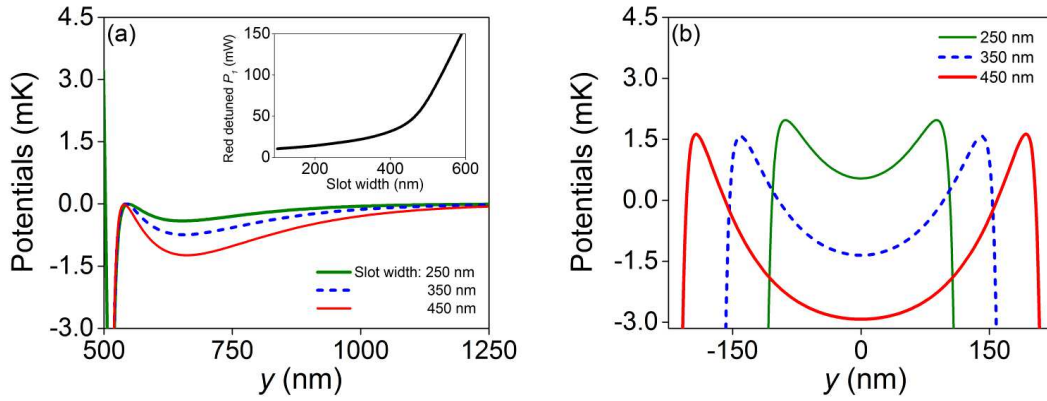 (a)
Potentials (mK)
4.5
3.0
1.5
0.0
-1.5
-3.0
500
750
1000
1250
y (nm)
Red detuned P₁ (mW)
150
100
50
0
200
400
600
Slot width (nm)
Slot width: 250 nm
350 nm
450 nm
(b)
Potentials (mK)
4.5
3.0
1.5
0.0
-1.5
-3.0
-150
0
150
y (nm)
250 nm
350 nm
450 nm